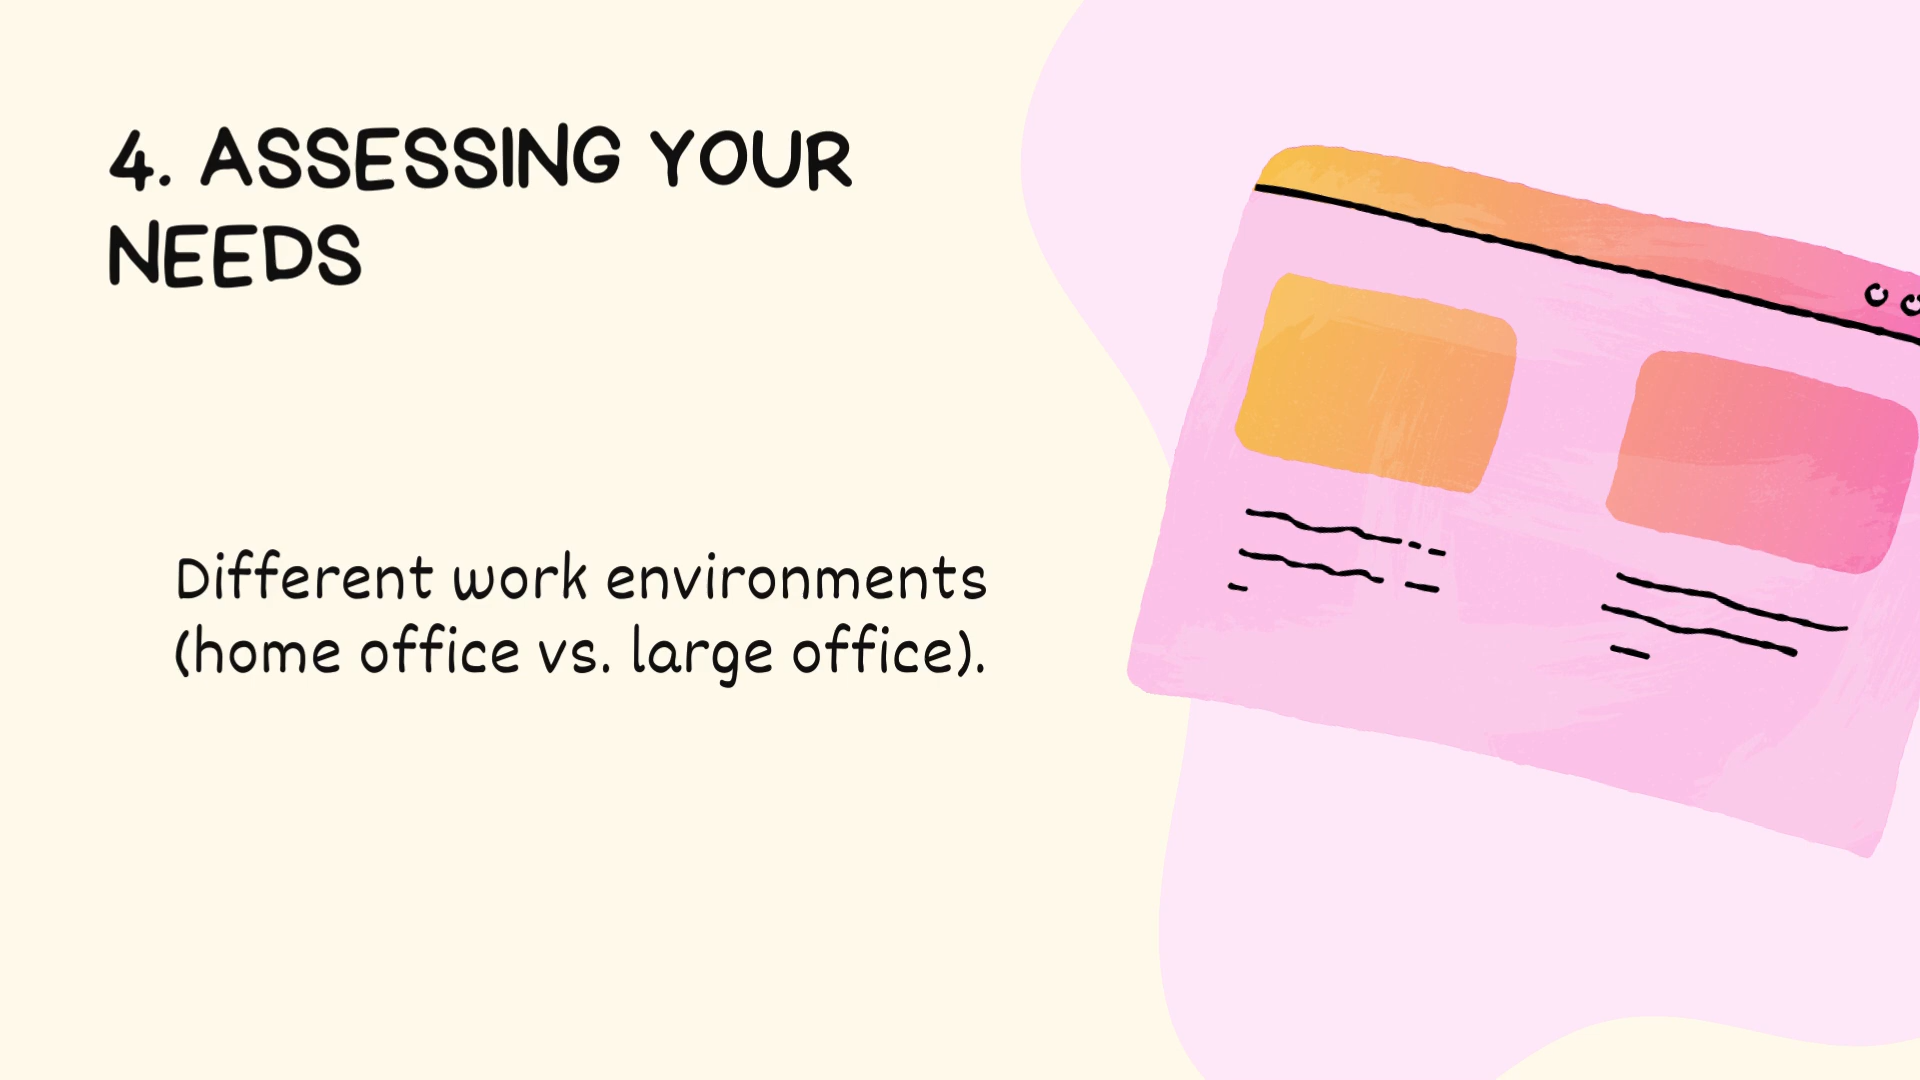 4. ASSESSING YOUR
NEEDS
Different work environments
(home office vs. large office).